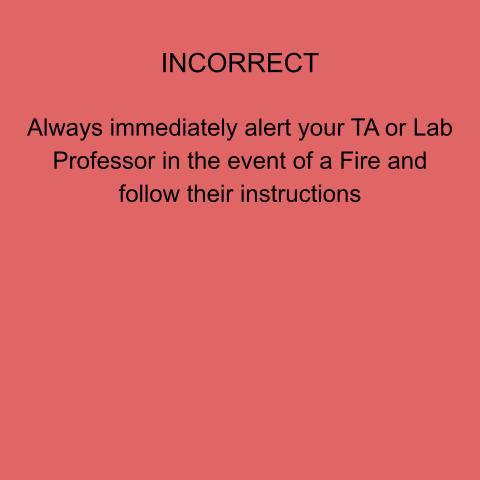 INCORRECT
Always immediately alert your TA or Lab
Professor in the event of a Fire and
follow their instructions